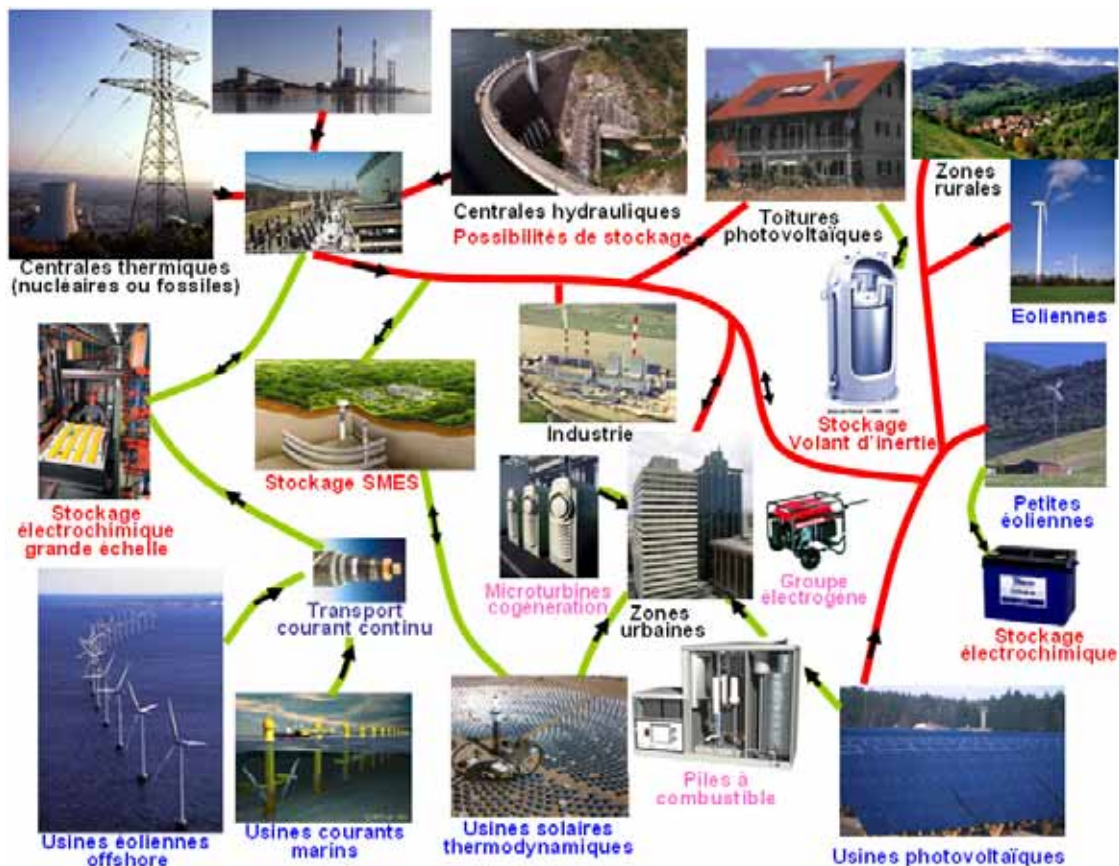 Centrales thermiques
(nucléaires ou fossiles)
Centrales hydrauliques
Possibilités de stockage
Toitures
photovoltaïques
Zones
rurales
Eoliennes
Stockage
électrochimique
grande échelle
Stockage SMES
Industrie
Stockage
Volant d'inertie
Petites
éoliennes
Transport
courant continu
Microturbines
cogeneration
Zones
urbaines
Groupe
électrogène
Stockage
électrochimique
Usines éoliennes
offshore
Usines courants
marins
Usines solaires
thermodynamiques
Piles à
combustible
Usines photovoltaïques